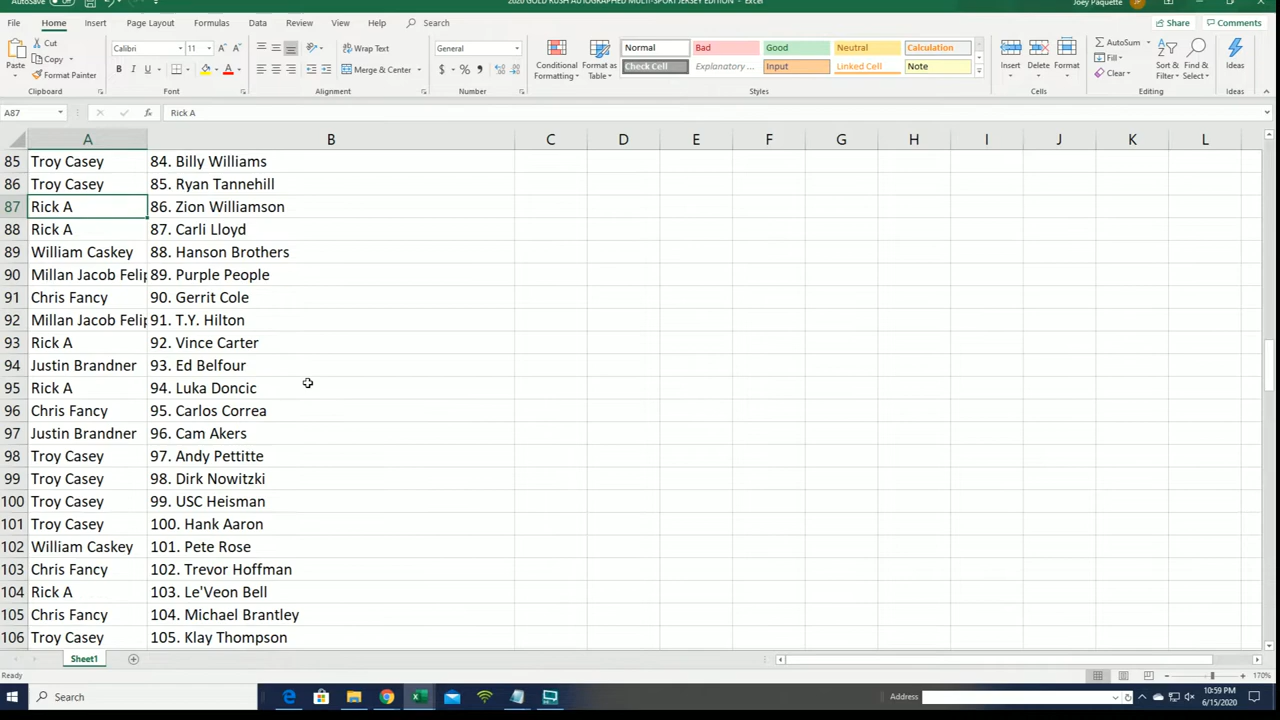 AutoSave 2020 GOLD RUSH AUTOGRAPHED MULTI-SPORT JERSEY EDITION - Excel Joey Paquette JP
File Home Insert Page Layout Formulas Data Review View Help Search Share Comments
Paste Cut Copy Format Painter Clipboard
Calibri 11 B I U A Font
Wrap Text Merge & Center Alignment
General $ % , Number
Conditional Formatting Format as Table
Normal Bad Good Neutral Calculation
Check Cell Explanatory ... Input Linked Cell Note
Styles
Insert Delete Format Cells
AutoSum Fill Clear Sort & Filter Find & Select Editing
Ideas Ideas
A87 fx Rick A
A B C D E F G H I J K L
85 Troy Casey 84. Billy Williams
86 Troy Casey 85. Ryan Tannehill
87 Rick A 86. Zion Williamson
88 Rick A 87. Carli Lloyd
89 William Caskey 88. Hanson Brothers
90 Millan Jacob Felip 89. Purple People
91 Chris Fancy 90. Gerrit Cole
92 Millan Jacob Felip 91. T.Y. Hilton
93 Rick A 92. Vince Carter
94 Justin Brandner 93. Ed Belfour
95 Rick A 94. Luka Doncic
96 Chris Fancy 95. Carlos Correa
97 Justin Brandner 96. Cam Akers
98 Troy Casey 97. Andy Pettitte
99 Troy Casey 98. Dirk Nowitzki
100 Troy Casey 99. USC Heisman
101 Troy Casey 100. Hank Aaron
102 William Caskey 101. Pete Rose
103 Chris Fancy 102. Trevor Hoffman
104 Rick A 103. Le'Veon Bell
105 Chris Fancy 104. Michael Brantley
106 Troy Casey 105. Klay Thompson
Sheet1
Ready 170%
Search Address 10:59 PM
6/15/2020